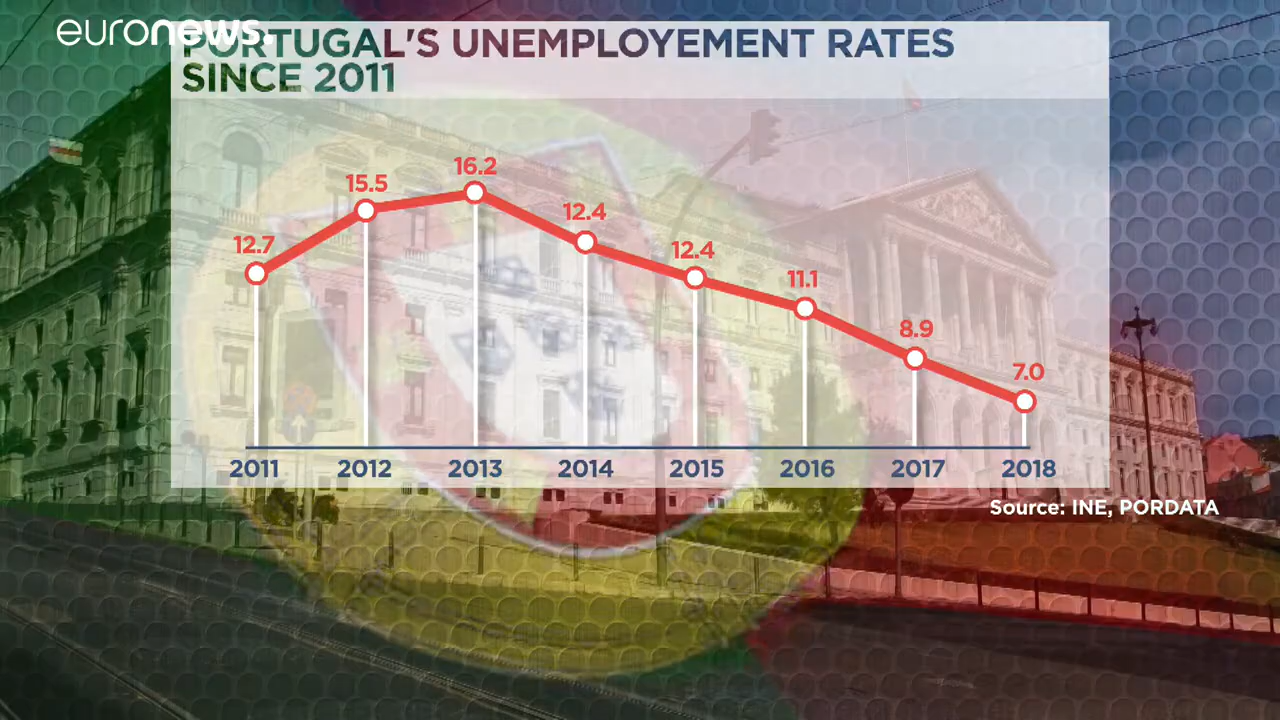 euronews.
PORTUGAL'S UNEMPLOYEMENT RATES
SINCE 2011
16.2
15.5
12.4
12.7
12.4
11.1
8.9
7.0
2011 2012 2013 2014 2015 2016 2017 2018
Source: INE, PORDATA